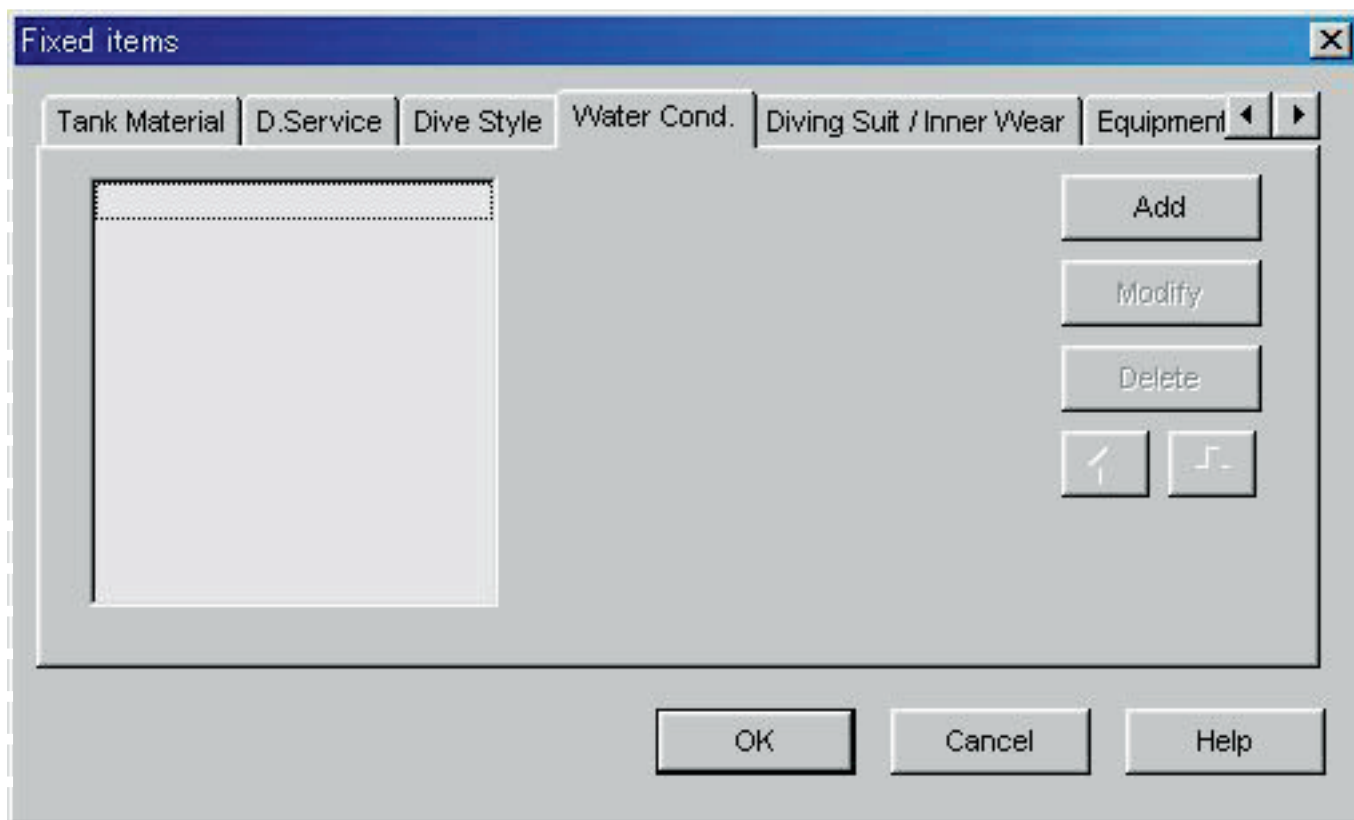 Fixed items
Tank Material D.Service Dive Style Water Cond. Diving Suit / Inner Wear Equipment
Add
Modify
Delete
OK Cancel Help